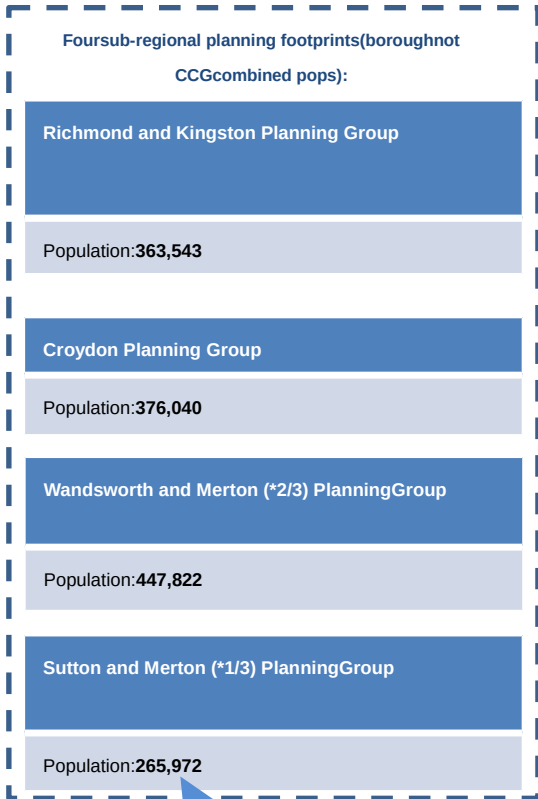 Foursub-regional planning footprints(boroughnot
CCGcombined pops):
Richmond and Kingston Planning Group
Population:363,543
Croydon Planning Group
Population:376,040
Wandsworth and Merton (*2/3) PlanningGroup
Population:447,822
Sutton and Merton (*1/3) PlanningGroup
Population:265,972